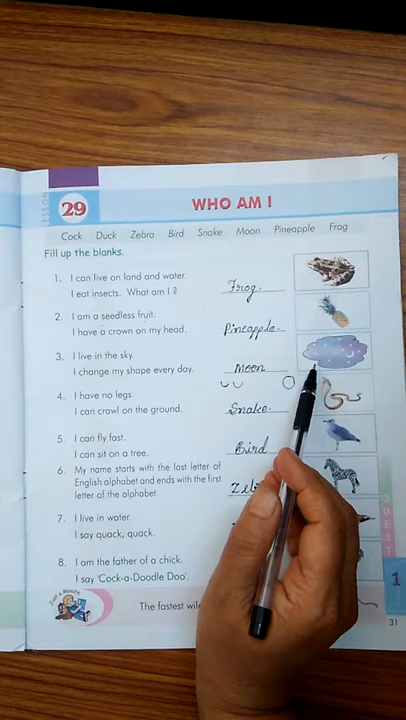 LESSON
29
WHO AM I
Cock Duck Zebra Bird Snake Moon Pineapple Frog
Fill up the blanks.
1. I can live on land and water.
I eat insects. What am I ? Frog.
2. I am a seedless fruit.
I have a crown on my head. Pineapple.
3. I live in the sky.
I change my shape every day. Moon
4. I have no legs.
I can crawl on the ground. Snake.
5. I can fly fast.
I can sit on a tree. Bird
6. My name starts with the last letter of
English alphabet and ends with the first
letter of the alphabet.
7. I live in water.
I say quack, quack.
8. I am the father of a chick.
I say 'Cock-a-Doodle Doo'.
Just a minute
The fastest
QUEST
1
31